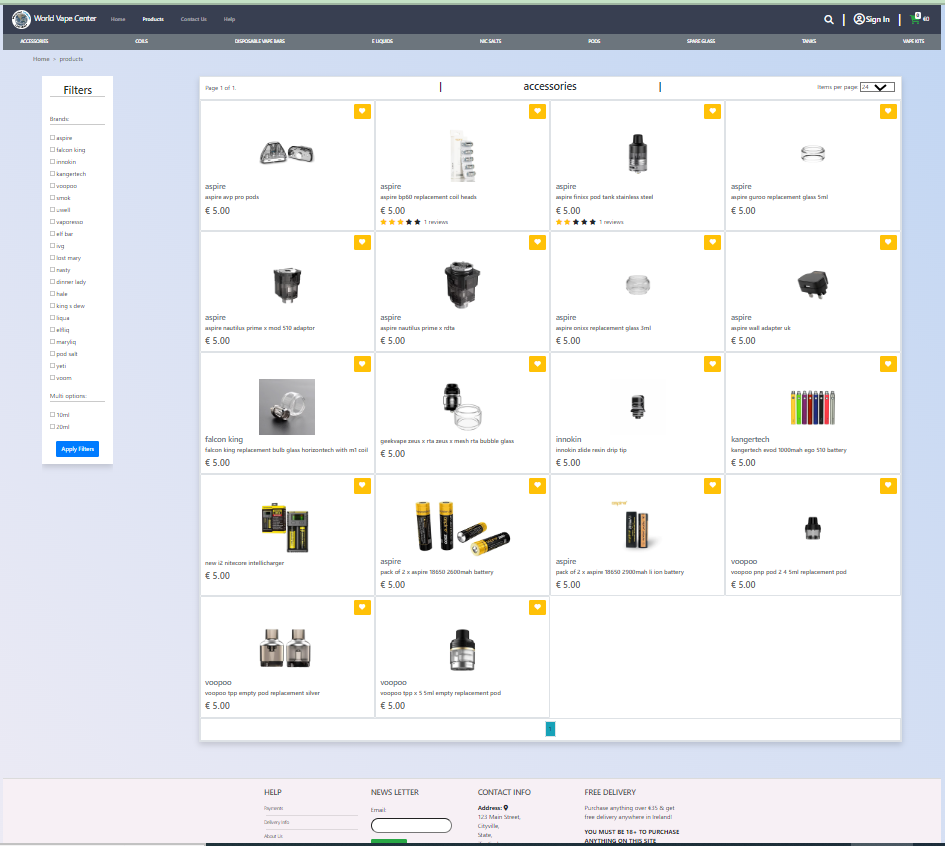 World Vape Center
Home
Products
Contact Us
Help
Sign In
0
€0
ACCESSORIES
COILS
DISPOSABLE VAPE BARS
E LIQUIDS
NIC SALTS
PODS
SPARE GLASS
TANKS
VAPE KITS
Home > products
Filters
Brands:
aspire
falcon king
innokin
kangertech
voopoo
smok
uwell
vaporesso
elf bar
ivg
lost mary
nasty
dinner lady
hale
king s dew
liqua
elfliq
maryliq
pod salt
yeti
voom
Multi options:
10ml
20ml
Apply Filters
Page 1 of 1.
accessories
Items per page: 24
aspire
aspire avp pro pods
€ 5.00
aspire
aspire bp60 replacement coil heads
€ 5.00
1 reviews
aspire
aspire finixx pod tank stainless steel
€ 5.00
1 reviews
aspire
aspire guroo replacement glass 5ml
€ 5.00
aspire
aspire nautilus prime x mod 510 adaptor
€ 5.00
aspire
aspire nautilus prime x rdta
€ 5.00
aspire
aspire onixx replacement glass 3ml
€ 5.00
aspire
aspire wall adapter uk
€ 5.00
falcon king
falcon king replacement bulb glass horizontech with m1 coil
€ 5.00
geekvape zeus x rta zeus x mesh rta bubble glass
€ 5.00
innokin
innokin zlide resin drip tip
€ 5.00
kangertech
kangertech evod 1000mah ego 510 battery
€ 5.00
new i2 nitecore intellicharger
€ 5.00
aspire
pack of 2 x aspire 18650 2600mah battery
€ 5.00
aspire
pack of 2 x aspire 18650 2900mah li ion battery
€ 5.00
voopoo
voopoo pnp pod 2 4 5ml replacement pod
€ 5.00
voopoo
voopoo tpp empty pod replacement silver
€ 5.00
voopoo
voopoo tpp x 5 5ml empty replacement pod
€ 5.00
1
HELP
Payments
Delivery Info
About Us
NEWS LETTER
Email:
CONTACT INFO
Address:
123 Main Street,
Cityville,
State,
FREE DELIVERY
Purchase anything over €35 & get
free delivery anywhere in Ireland!
YOU MUST BE 18+ TO PURCHASE
ANYTHING ON THIS SITE